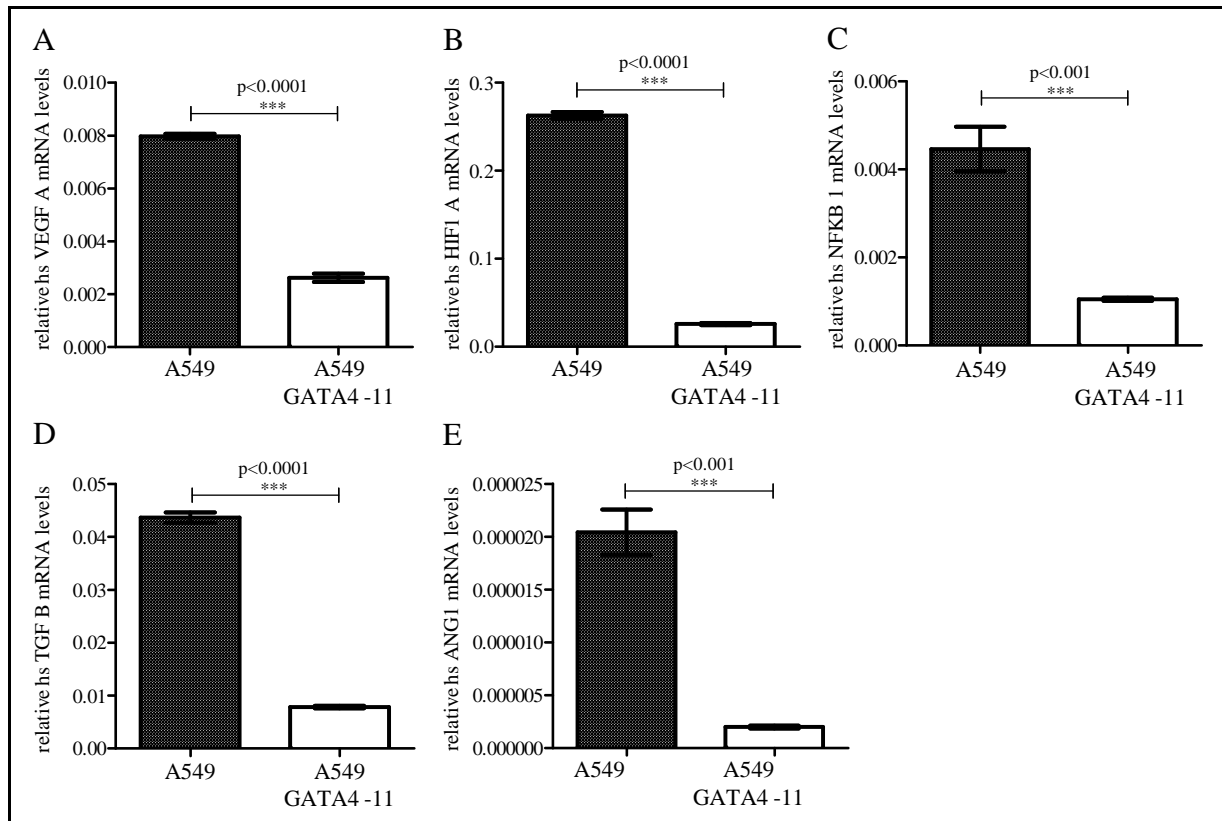 A
relative hs VEGF A mRNA levels
0.010
0.008
0.006
0.004
0.002
0.000
p<0.0001
***
A549
A549
GATA4 -11
B
relative hs HIF1 A mRNA levels
0.3
0.2
0.1
0.0
p<0.0001
***
A549
A549
GATA4 -11
C
relative hs NFKB 1 mRNA levels
0.006
0.004
0.002
0.000
p<0.001
***
A549
A549
GATA4 -11
D
relative hs TGF B mRNA levels
0.05
0.04
0.03
0.02
0.01
0.00
p<0.0001
***
A549
A549
GATA4 -11
E
relative hs ANG1 mRNA levels
0.000025
0.000020
0.000015
0.000010
0.000005
0.000000
p<0.001
***
A549
A549
GATA4 -11